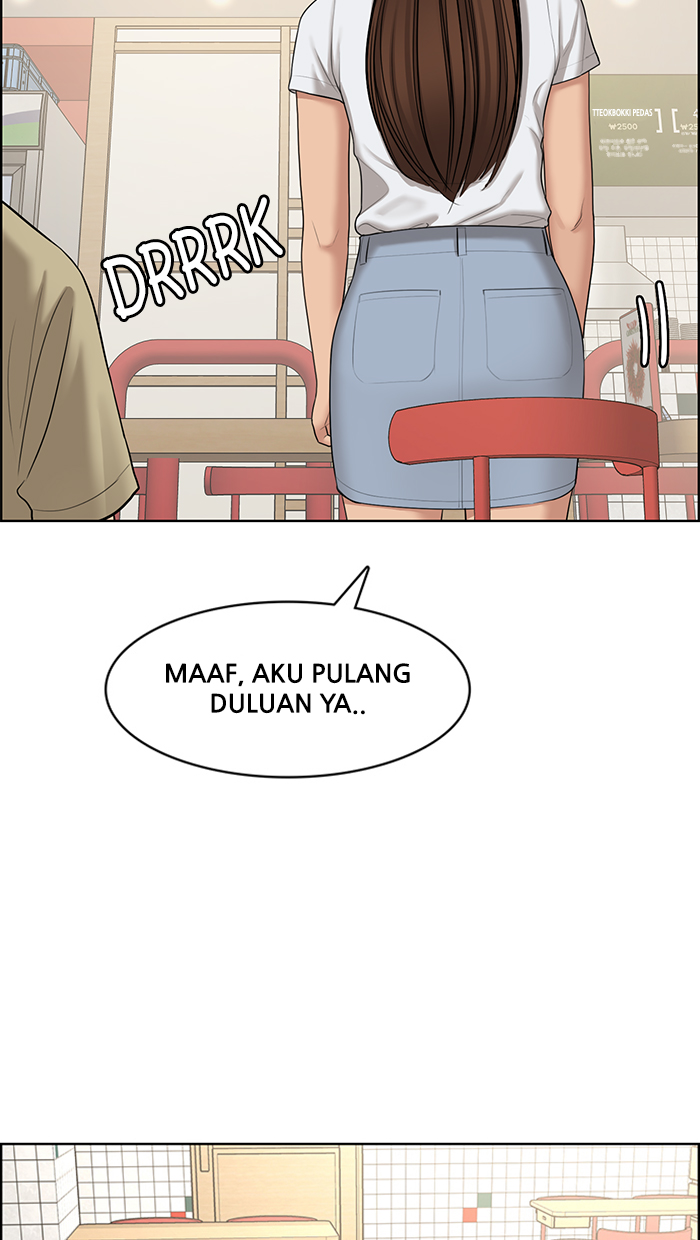 TTEOKBOKKI PEDAS
₩2500
DRRRK
MAAF, AKU PULANG
DULUAN YA..